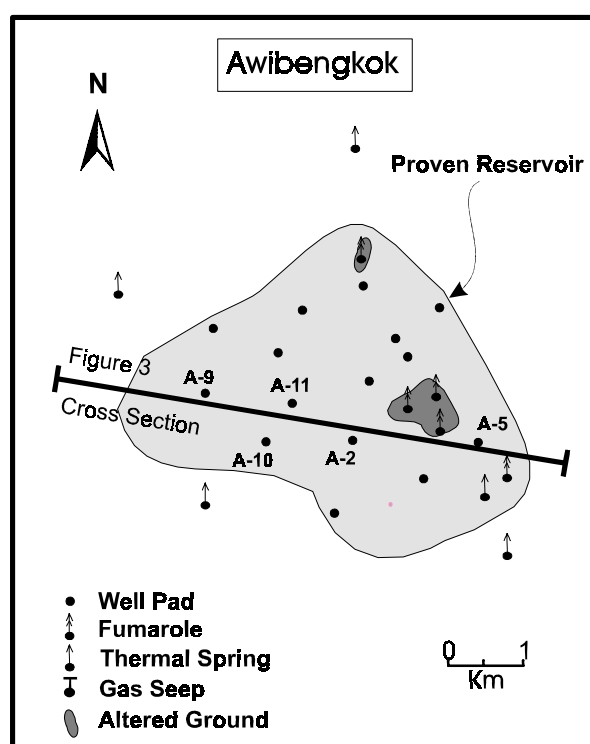 Awibengkok
N
Proven Reservoir
Figure 3
A-9
A-11
Cross Section
A-5
A-10
A-2
Well Pad
Fumarole
Thermal Spring
Gas Seep
Altered Ground
0 1
Km